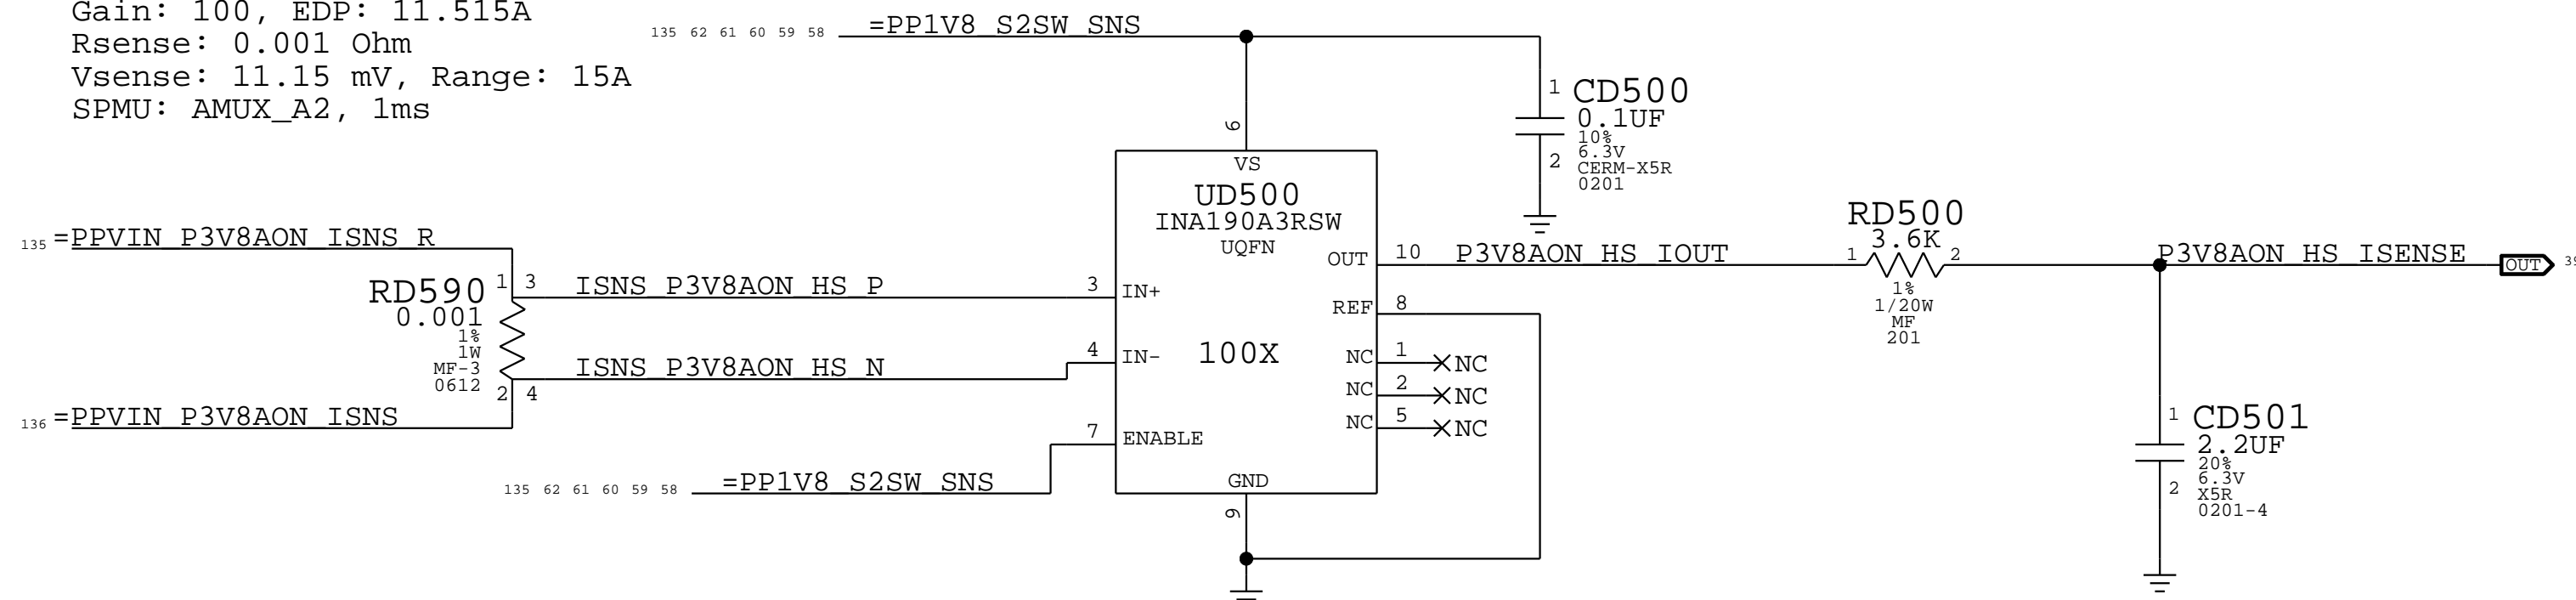 Gain: 100, EDP: 11.515A
Rsense: 0.001 Ohm
Vsense: 11.15 mV, Range: 15A
SPMU: AMUX_A2, 1ms
135 62 61 60 59 58 =PP1V8_S2SW_SNS
1 CD500
0.1UF
10%
6.3V
2 CERM-X5R
0201
6
VS
UD500
INA190A3RSW
UQFN
135 =PPVIN_P3V8AON_ISNS_R
1 3
RD590
0.001
1%
1W
MF-3
0612
2 4
136 =PPVIN_P3V8AON_ISNS
ISNS_P3V8AON_HS_P 3 IN+
ISNS_P3V8AON_HS_N 4 IN-
100X
7 ENABLE
135 62 61 60 59 58 =PP1V8_S2SW_SNS
GND
9
OUT 10 P3V8AON_HS_IOUT
REF 8
NC 1 NC
NC 2 NC
NC 5 NC
RD500
3.6K
1 2
1%
1/20W
MF
201
P3V8AON_HS_ISENSE OUT
1 CD501
2.2UF
20%
6.3V
2 X5R
0201-4